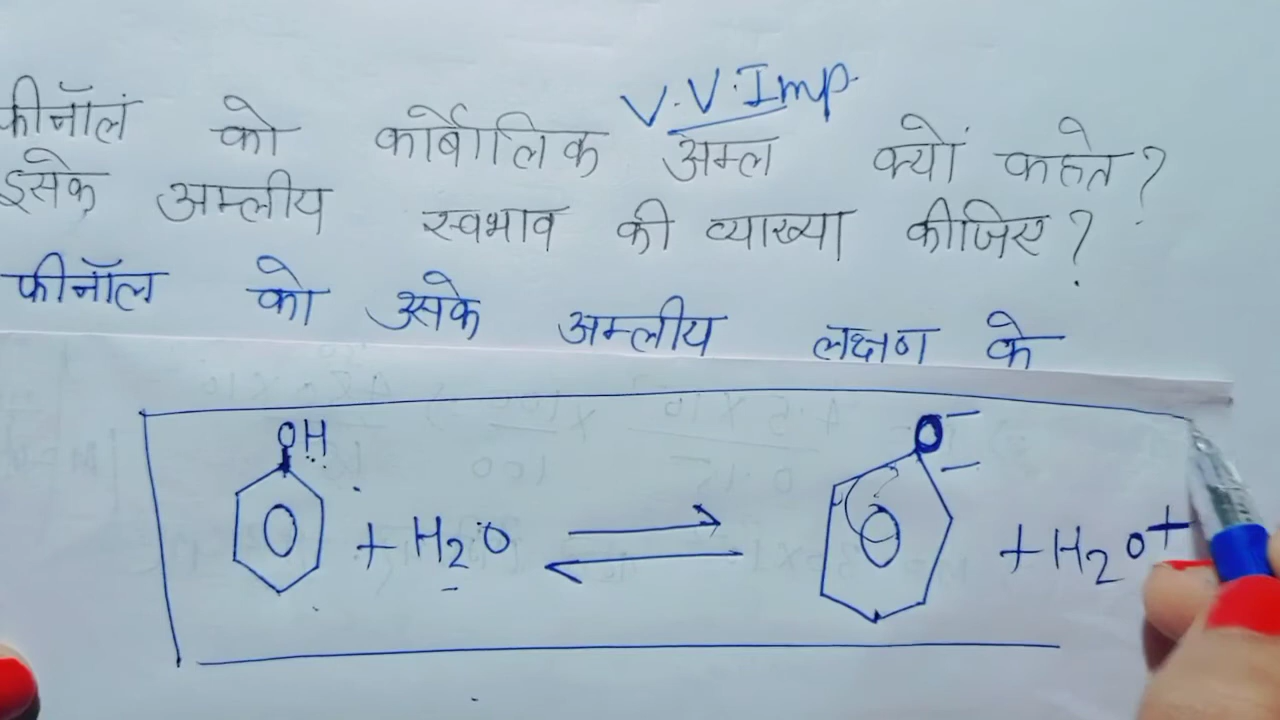 V.V.Imp.
फीनॉल को कार्बोलिक अम्ल क्यों कहते?
इसके अम्लीय स्वभाव की व्याख्या कीजिए?
फीनॉल को उसके अम्लीय लक्षण के
OH O⁻
+ H₂O ⇌ + H₂O⁺